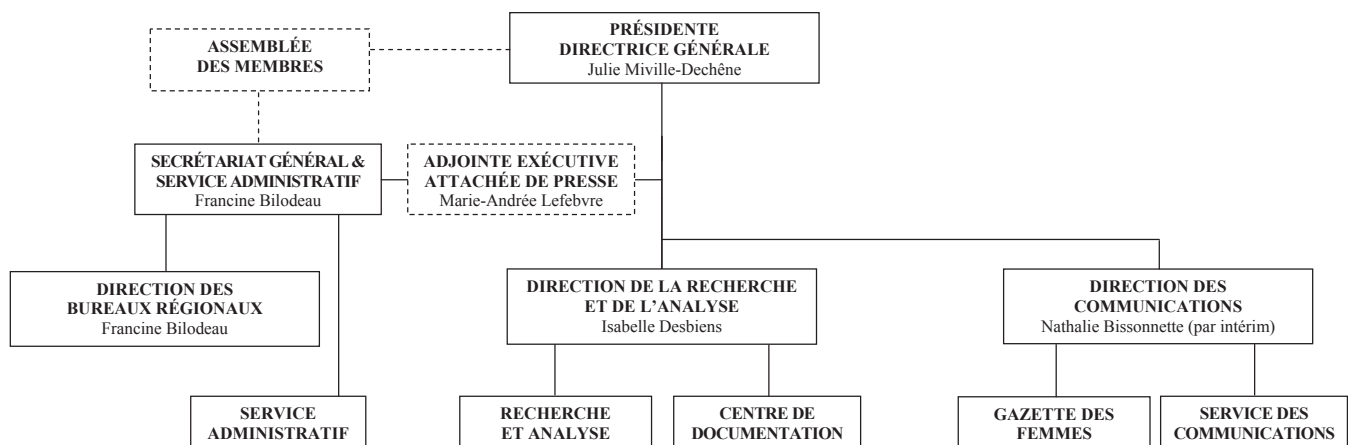 PRÉSIDENTE
DIRECTRICE GÉNÉRALE
Julie Miville-Dechêne
ASSEMBLÉE
DES MEMBRES
SECRÉTARIAT GÉNÉRAL &
SERVICE ADMINISTRATIF
Francine Bilodeau
ADJOINTE EXÉCUTIVE
ATTACHÉE DE PRESSE
Marie-Andrée Lefebvre
DIRECTION DES
BUREAUX RÉGIONAUX
Francine Bilodeau
DIRECTION DE LA RECHERCHE
ET DE L'ANALYSE
Isabelle Desbiens
DIRECTION DES
COMMUNICATIONS
Nathalie Bissonnette (par intérim)
SERVICE
ADMINISTRATIF
RECHERCHE
ET ANALYSE
CENTRE DE
DOCUMENTATION
GAZETTE DES
FEMMES
SERVICE DES
COMMUNICATIONS